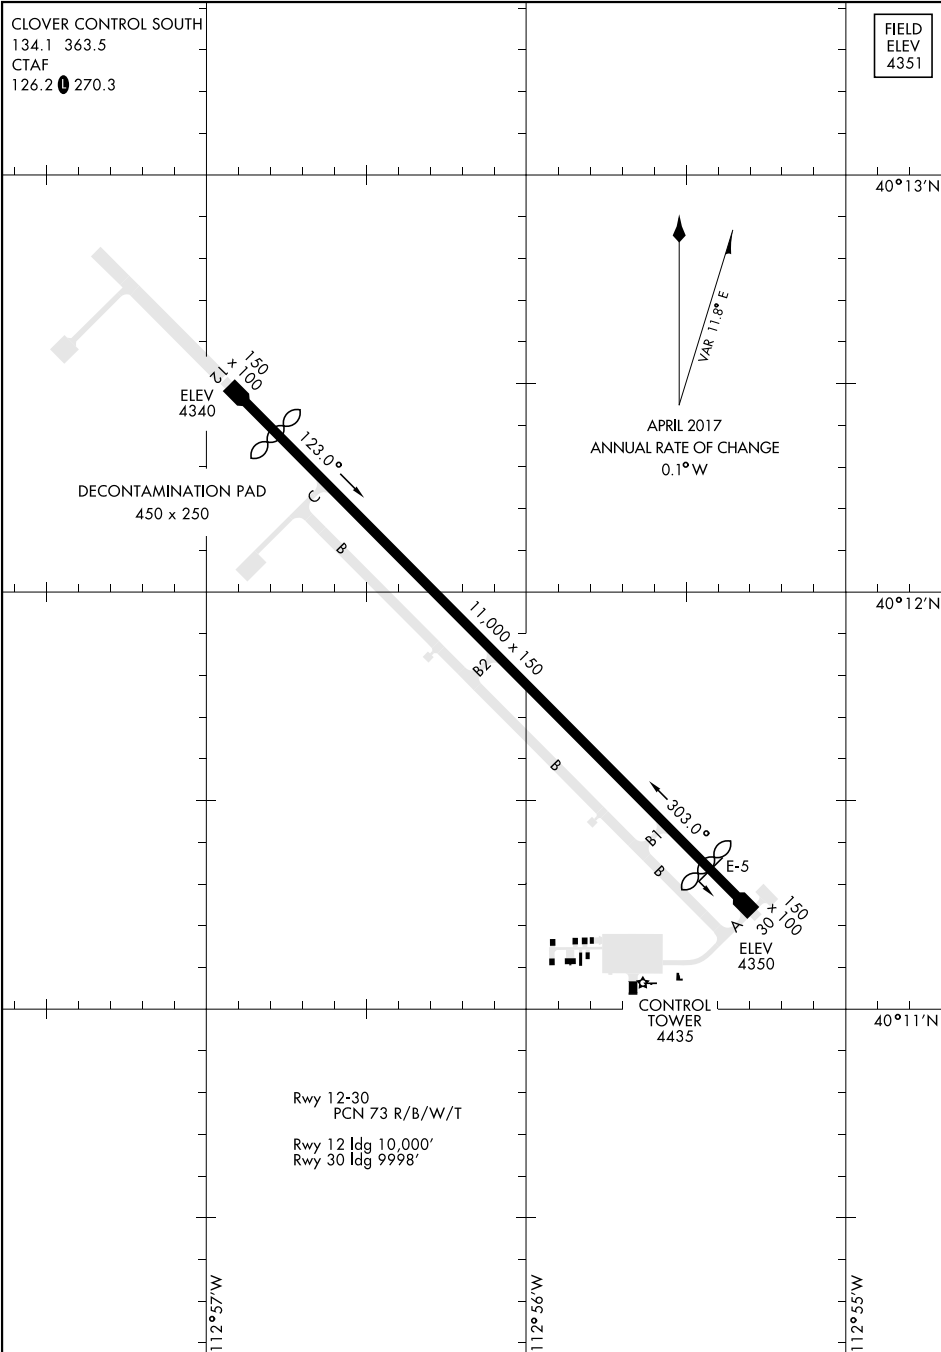 CLOVER CONTROL SOUTH
134.1 363.5
CTAF
126.2 L 270.3
FIELD
ELEV
4351
40°13'N
VAR 11.8° E
APRIL 2017
ANNUAL RATE OF CHANGE
0.1° W
12
150
x 100
ELEV
4340
123.0°
DECONTAMINATION PAD
450 x 250
C
B
40°12'N
11,000 x 150
B2
B
303.0°
B1
B
E-5
A
30
150
x 100
ELEV
4350
CONTROL
TOWER
4435
40°11'N
Rwy 12-30
PCN 73 R/B/W/T
Rwy 12 ldg 10,000'
Rwy 30 ldg 9998'
112°57'W
112°56'W
112°55'W